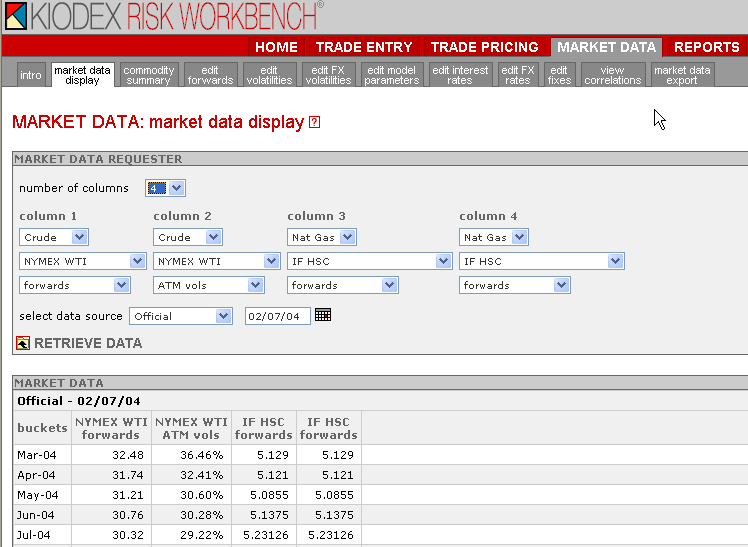 KIODEX RISK WORKBENCH®
HOME TRADE ENTRY TRADE PRICING MARKET DATA REPORTS
intro
market data
display
commodity
summary
edit
forwards
edit
volatilities
edit FX
volatilities
edit model
parameters
edit interest
rates
edit FX
rates
edit
fixes
view
correlations
market data
export
MARKET DATA: market data display ?
MARKET DATA REQUESTER
number of columns 4
column 1 column 2 column 3 column 4
Crude Crude Nat Gas Nat Gas
NYMEX WTI NYMEX WTI IF HSC IF HSC
forwards ATM vols forwards forwards
select data source Official 02/07/04
RETRIEVE DATA
MARKET DATA
Official - 02/07/04
buckets NYMEX WTI forwards NYMEX WTI ATM vols IF HSC forwards IF HSC forwards
Mar-04 32.48 36.46% 5.129 5.129
Apr-04 31.74 32.41% 5.121 5.121
May-04 31.21 30.60% 5.0855 5.0855
Jun-04 30.76 30.28% 5.1375 5.1375
Jul-04 30.32 29.22% 5.23126 5.23126